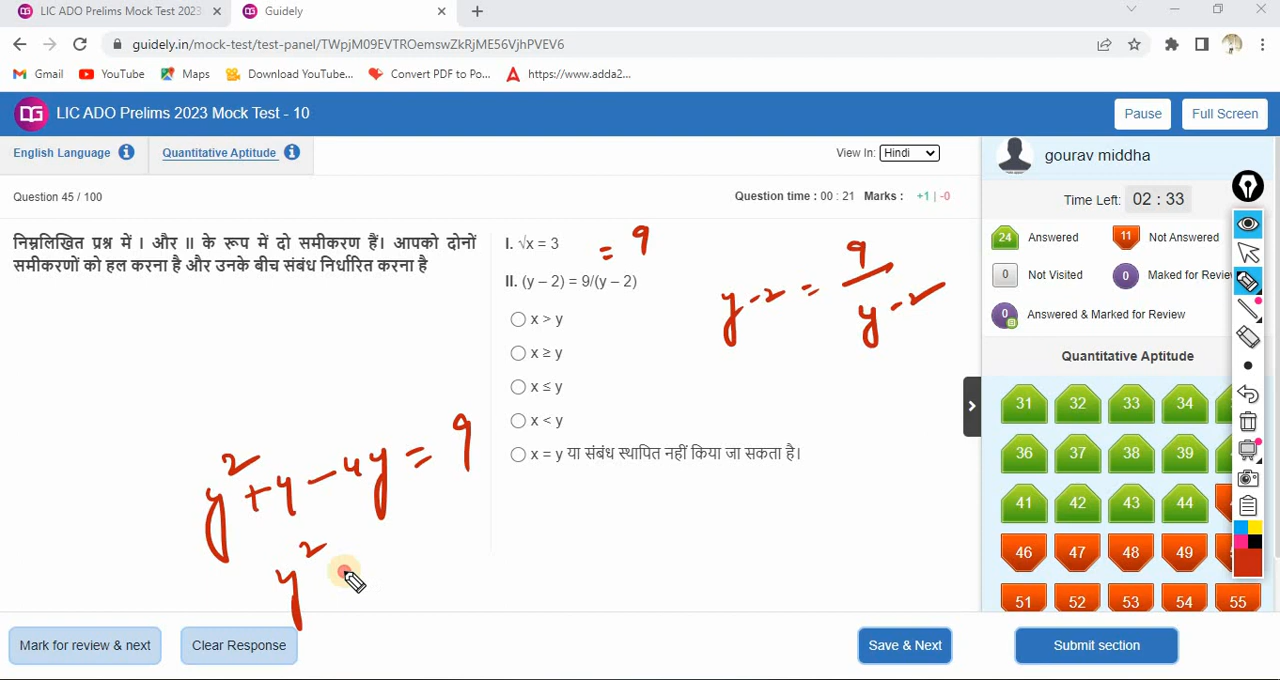 LIC ADO Prelims Mock Test 2023
Guidely
guidely.in/mock-test/test-panel/TWpjM09EVTROemswZkRjME56VjhPVEV6
Gmail
YouTube
Maps
Download YouTube...
Convert PDF to Po...
https://www.adda2...
DG
LIC ADO Prelims 2023 Mock Test - 10
Pause
Full Screen
English Language
Quantitative Aptitude
View In:
Hindi
gourav middha
Question 45 / 100
Question time : 00 : 21 Marks : +1 | -0
Time Left: 02 : 33
निम्नलिखित प्रश्न में I और II के रूप में दो समीकरण हैं। आपको दोनों
समीकरणों को हल करना है और उनके बीच संबंध निर्धारित करना है
I. √x = 3
= 9
II. (y – 2) = 9/(y – 2)
y - 2 = 9 / y - 2
x > y
x ≥ y
x ≤ y
x < y
x = y या संबंध स्थापित नहीं किया जा सकता है।
y² + 4 - 4y = 9
y²
24 Answered
11 Not Answered
0 Not Visited
0 Maked for Revie
0 Answered & Marked for Review
Quantitative Aptitude
31 32 33 34
36 37 38 39
41 42 43 44
46 47 48 49
51 52 53 54 55
Mark for review & next
Clear Response
Save & Next
Submit section